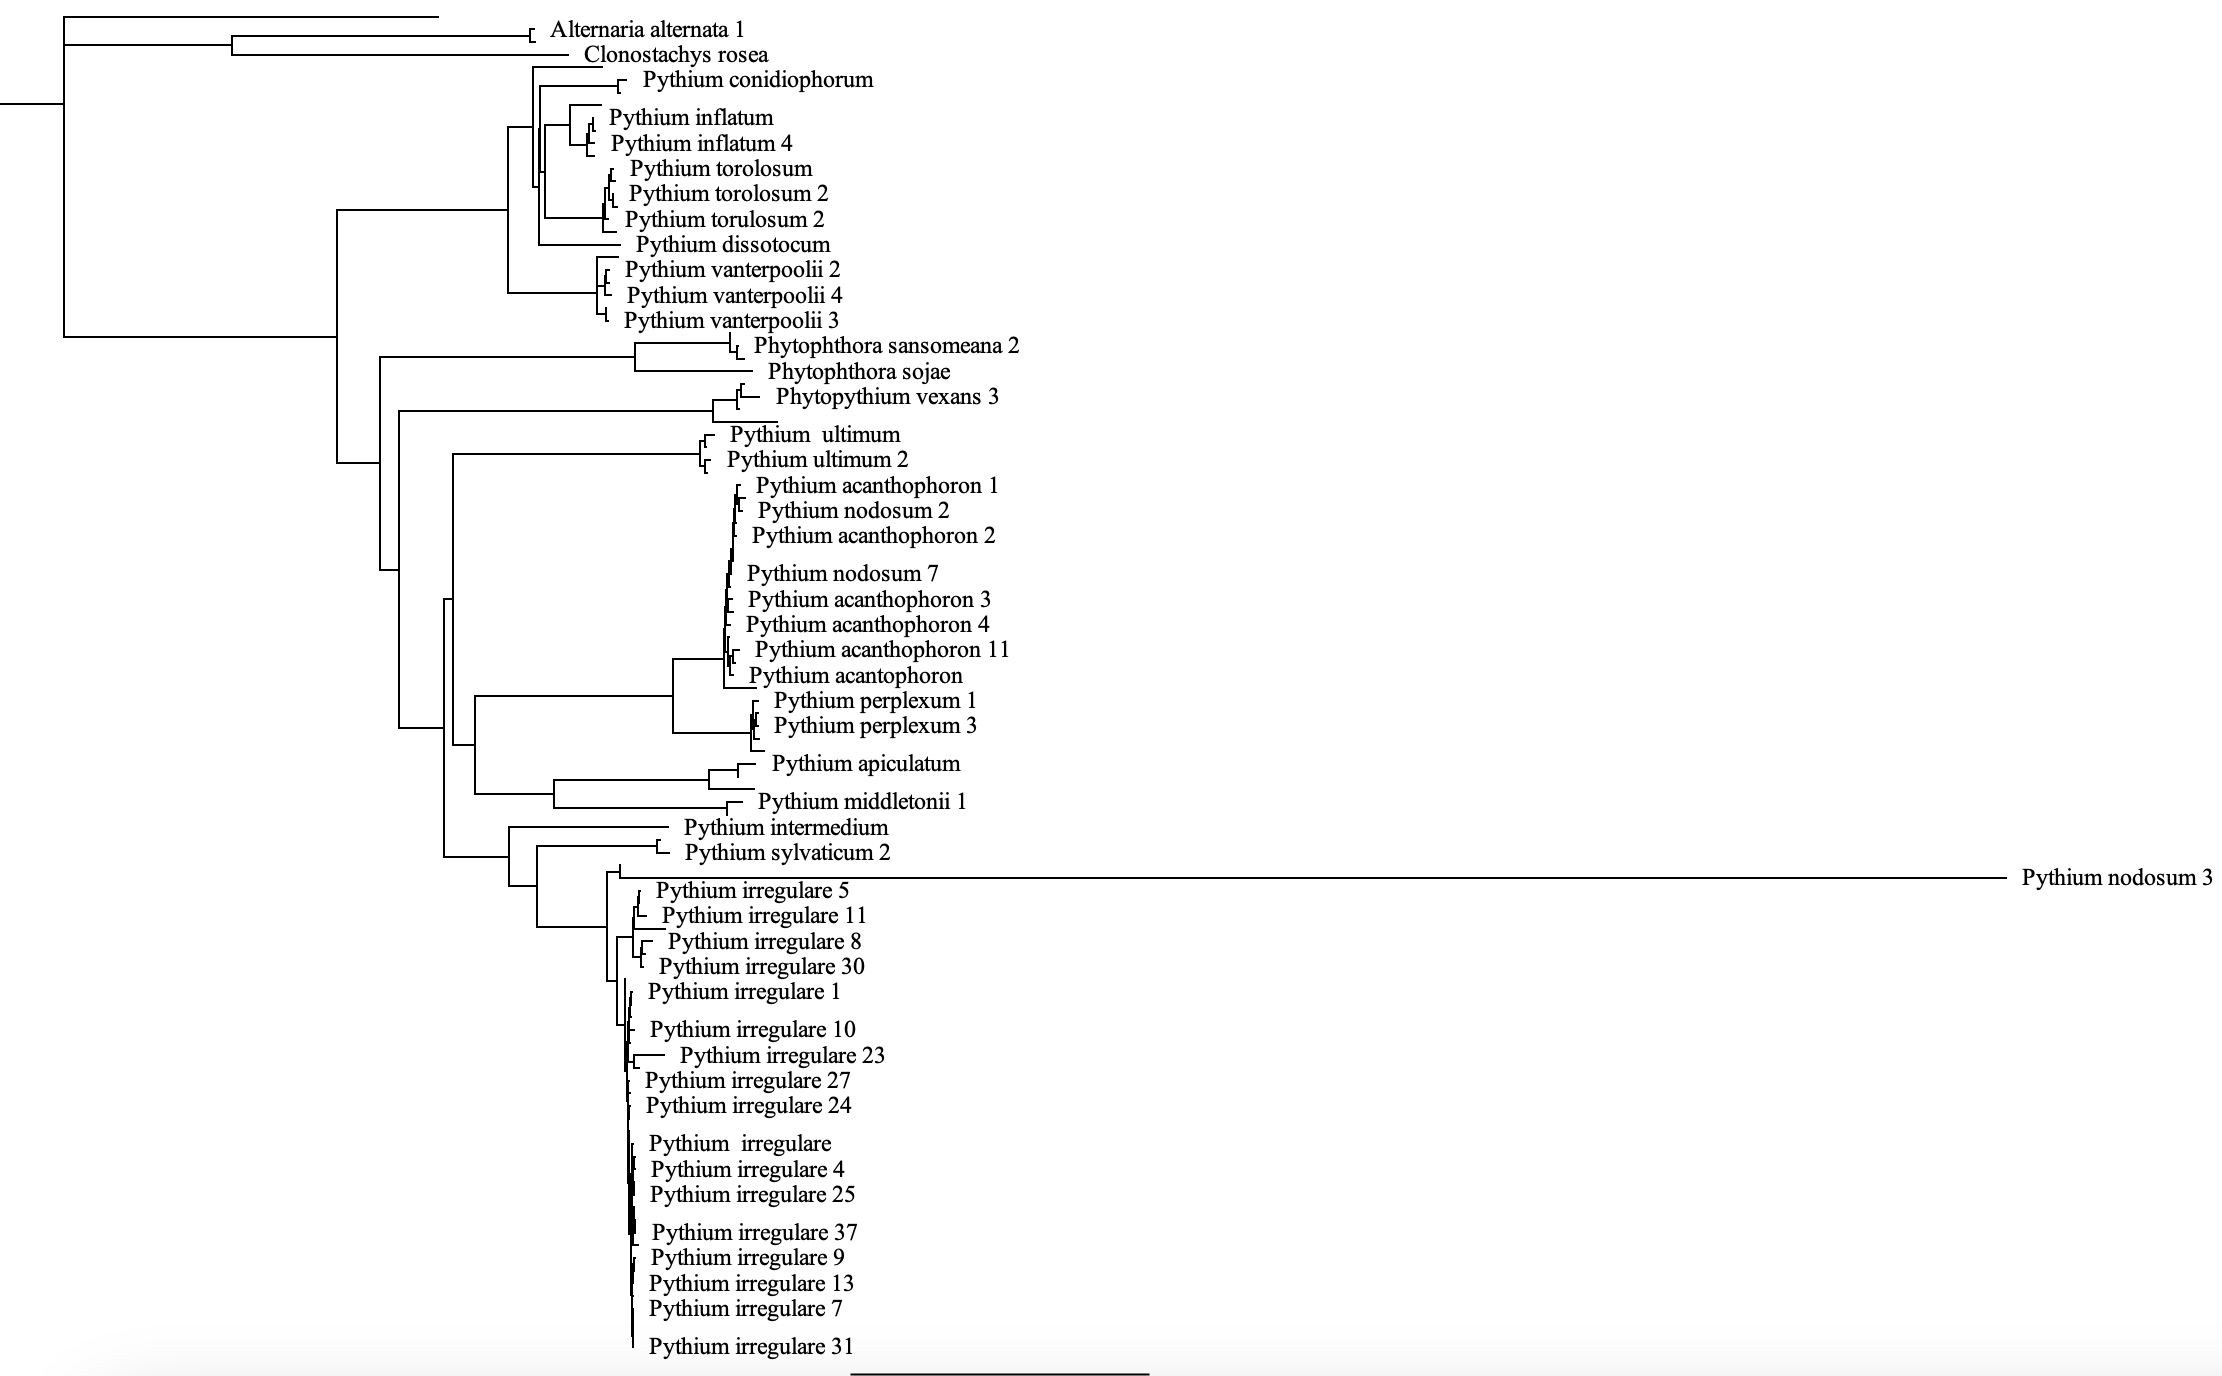 Alternaria alternata 1
Clonostachys rosea
Pythium conidiophorum
Pythium inflatum
Pythium inflatum 4
Pythium torolosum
Pythium torolosum 2
Pythium torulosum 2
Pythium dissotocum
Pythium vanterpoolii 2
Pythium vanterpoolii 4
Pythium vanterpoolii 3
Phytophthora sansomeana 2
Phytophthora sojae
Phytopythium vexans 3
Pythium  ultimum
Pythium ultimum 2
Pythium acanthophoron 1
Pythium nodosum 2
Pythium acanthophoron 2
Pythium nodosum 7
Pythium acanthophoron 3
Pythium acanthophoron 4
Pythium acanthophoron 11
Pythium acantophoron
Pythium perplexum 1
Pythium perplexum 3
Pythium apiculatum
Pythium middletonii 1
Pythium intermedium
Pythium sylvaticum 2
Pythium nodosum 3
Pythium irregulare 5
Pythium irregulare 11
Pythium irregulare 8
Pythium irregulare 30
Pythium irregulare 1
Pythium irregulare 10
Pythium irregulare 23
Pythium irregulare 27
Pythium irregulare 24
Pythium  irregulare
Pythium irregulare 4
Pythium irregulare 25
Pythium irregulare 37
Pythium irregulare 9
Pythium irregulare 13
Pythium irregulare 7
Pythium irregulare 31